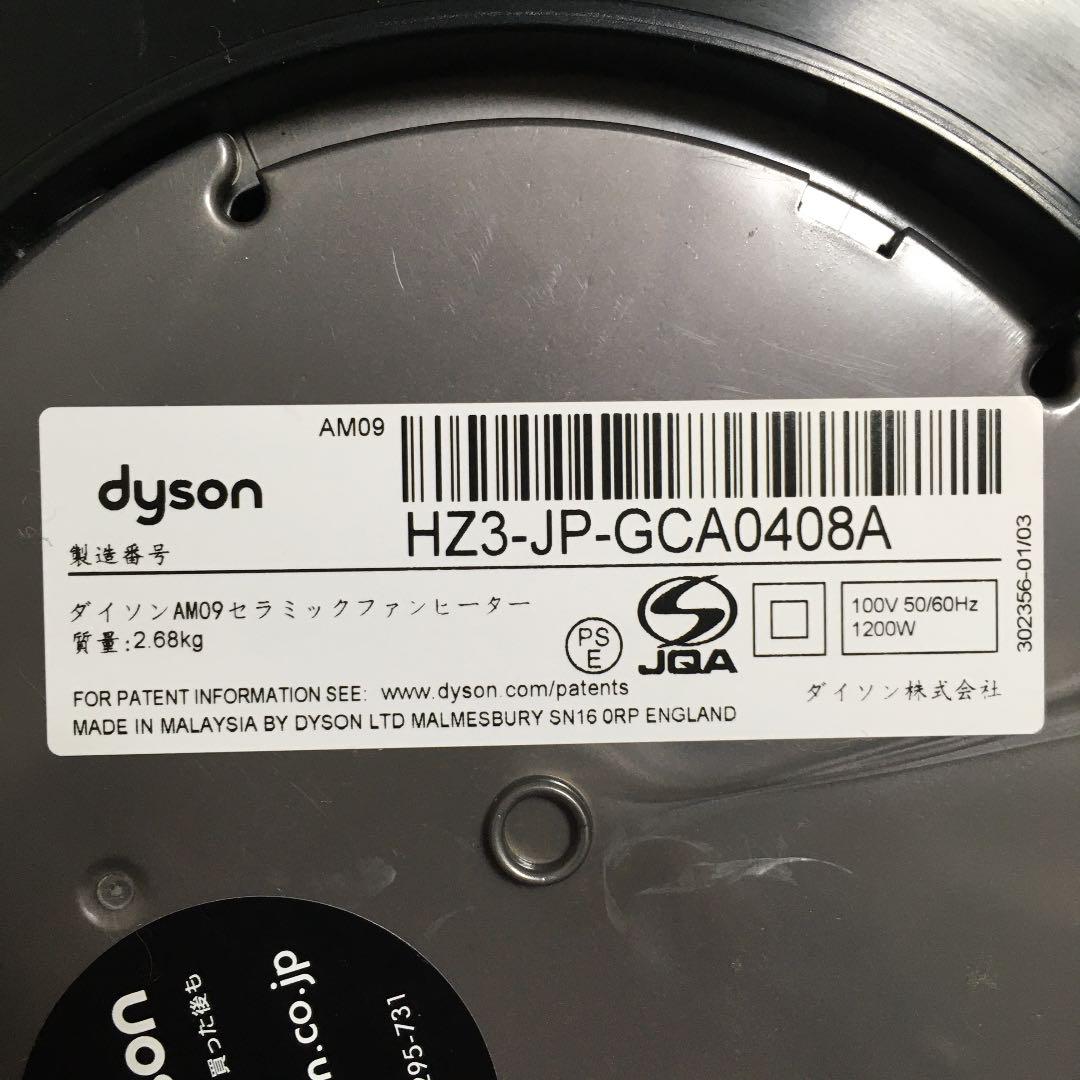 AM09
dyson
製造番号
HZ3-JP-GCA0408A
ダイソンAM09セラミックファンヒーター
質量:2.68kg
PS
E
JQA
100V 50/60Hz
1200W
302356-01/03
FOR PATENT INFORMATION SEE: www.dyson.com/patents
ダイソン株式会社
MADE IN MALAYSIA BY DYSON LTD MALMESBURY SN16 0RP ENGLAND
son
買った後も
n.co.jp
295-731